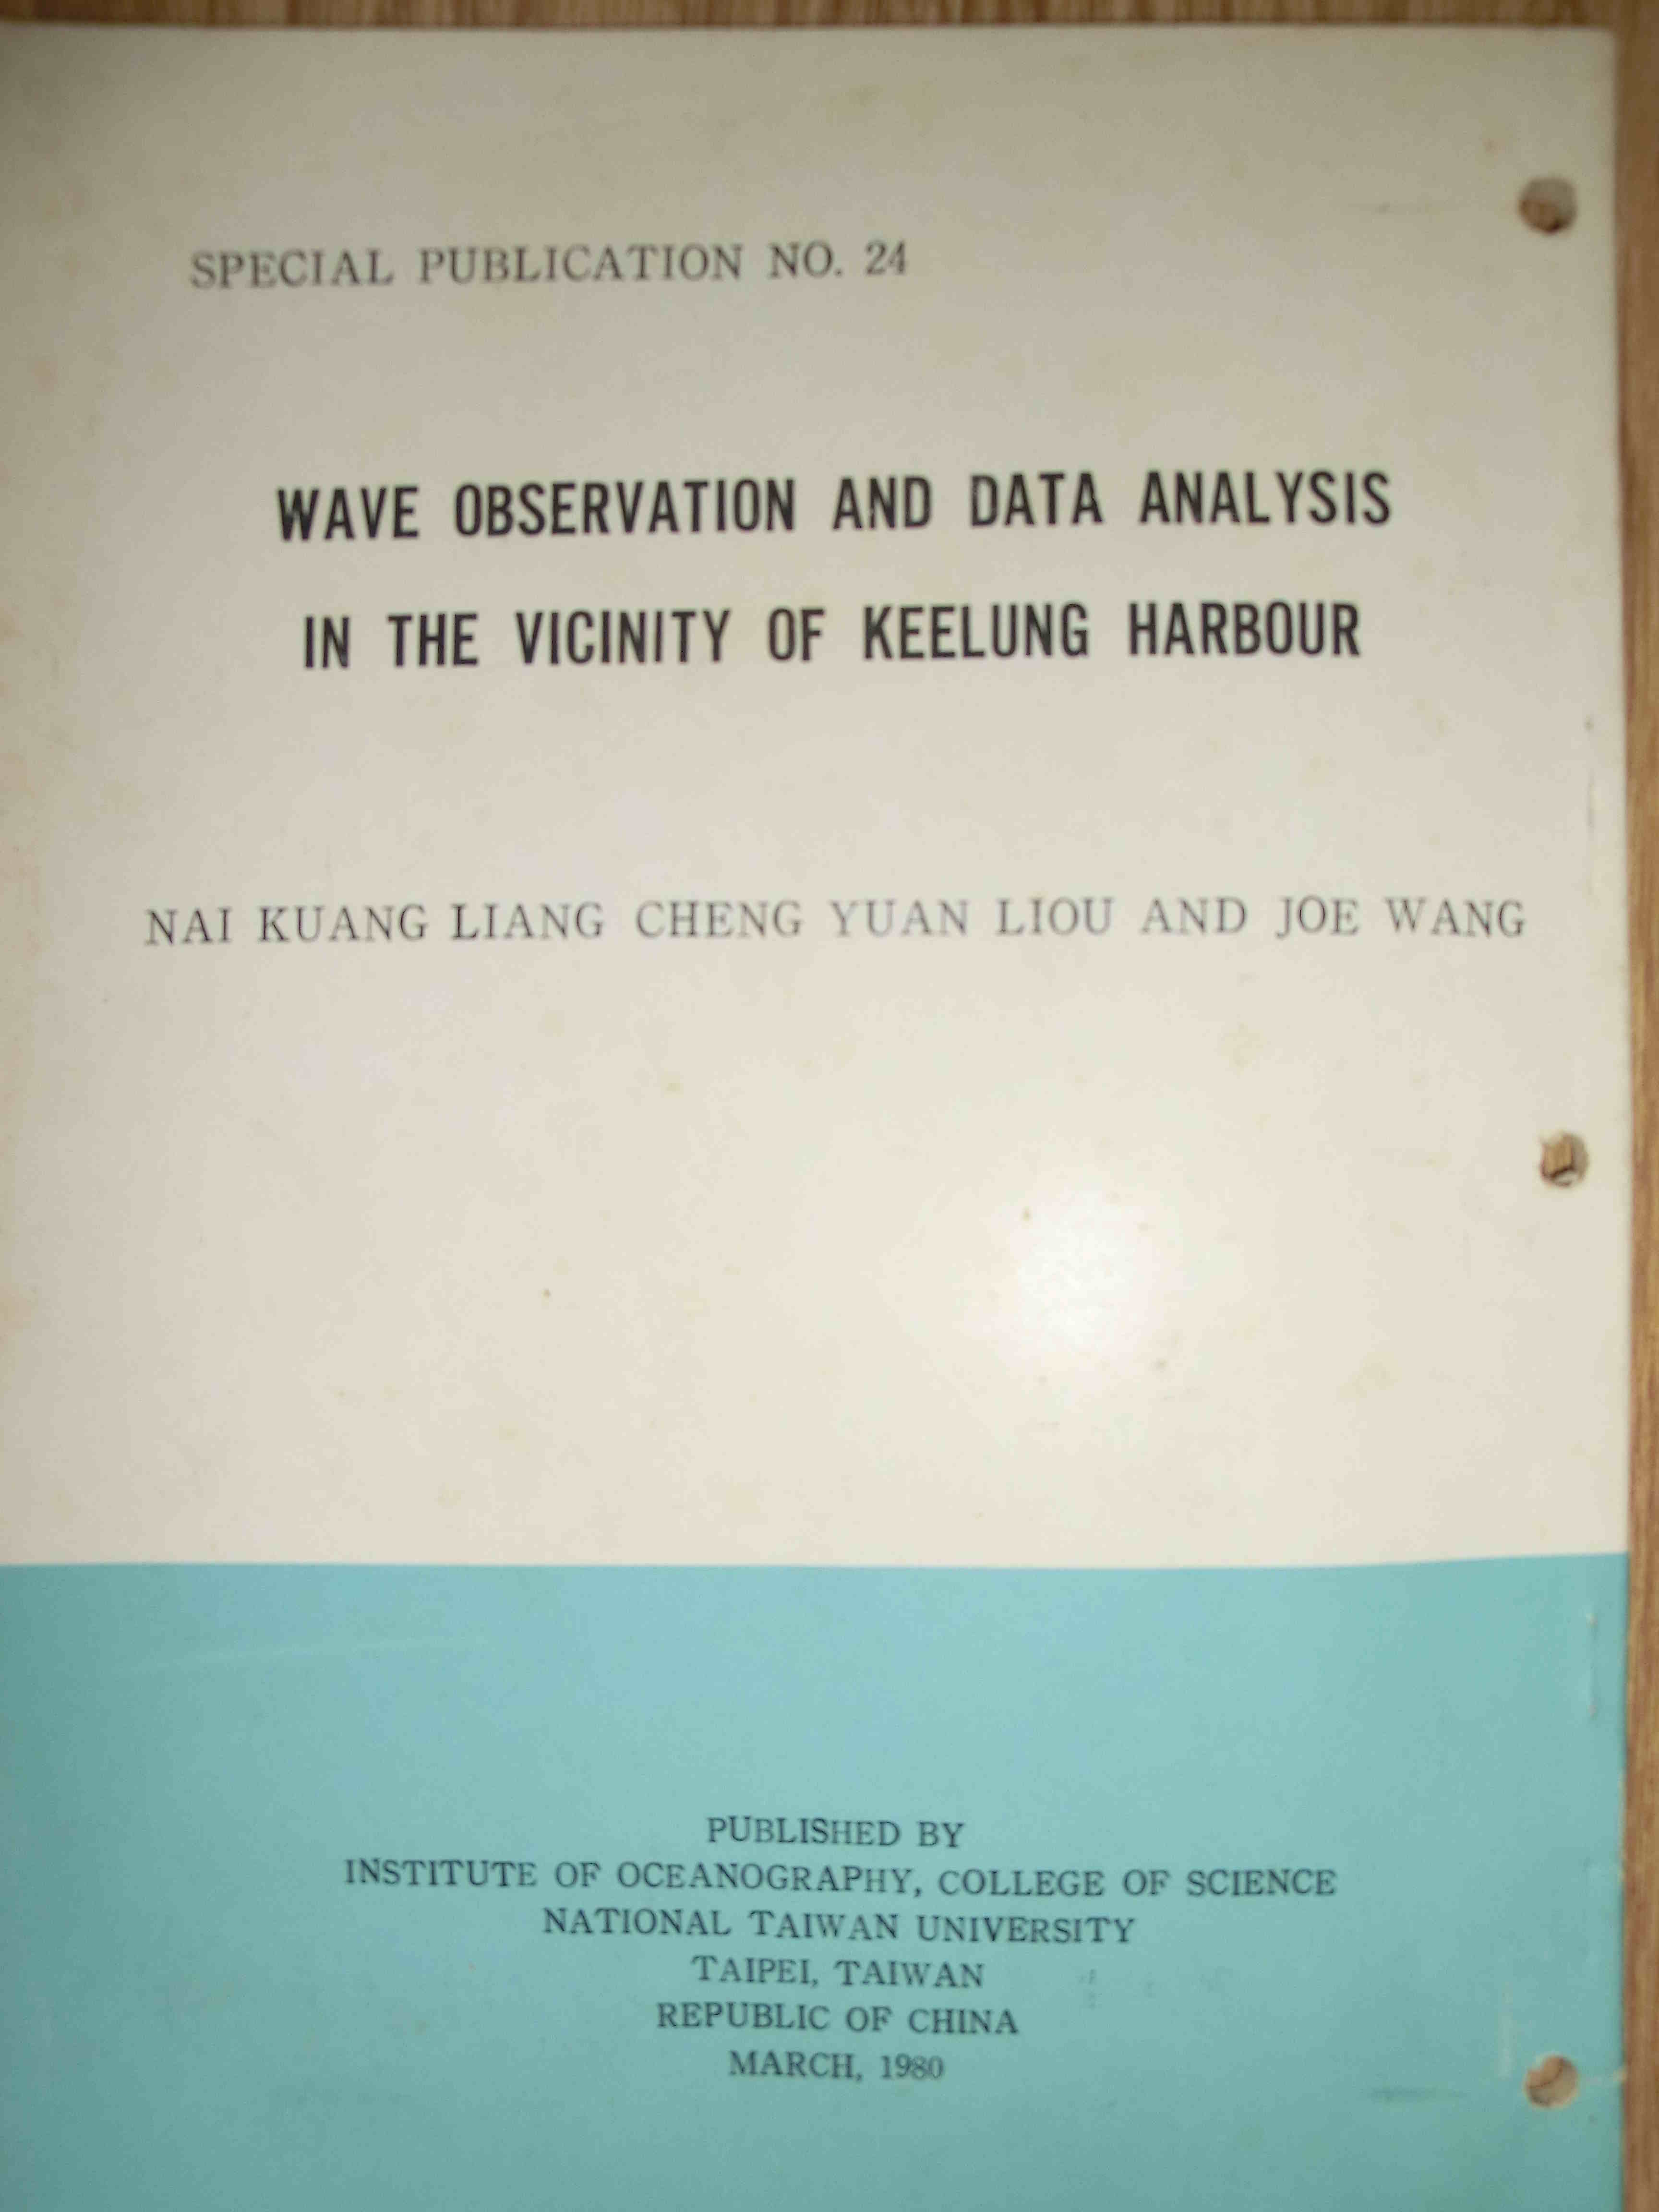 SPECIAL PUBLICATION NO. 24
WAVE OBSERVATION AND DATA ANALYSIS
IN THE VICINITY OF KEELUNG HARBOUR
NAI KUANG LIANG CHENG YUAN LIOU AND JOE WANG
PUBLISHED BY
INSTITUTE OF OCEANOGRAPHY, COLLEGE OF SCIENCE
NATIONAL TAIWAN UNIVERSITY
TAIPEI, TAIWAN
REPUBLIC OF CHINA
MARCH, 1980